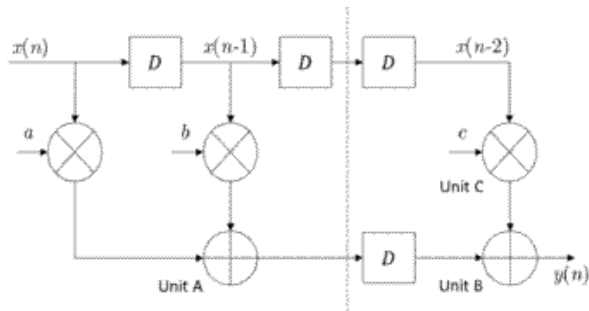 x(n) D x(n-1) D D x(n-2)
a b c
Unit C
D
Unit A Unit B y(n)